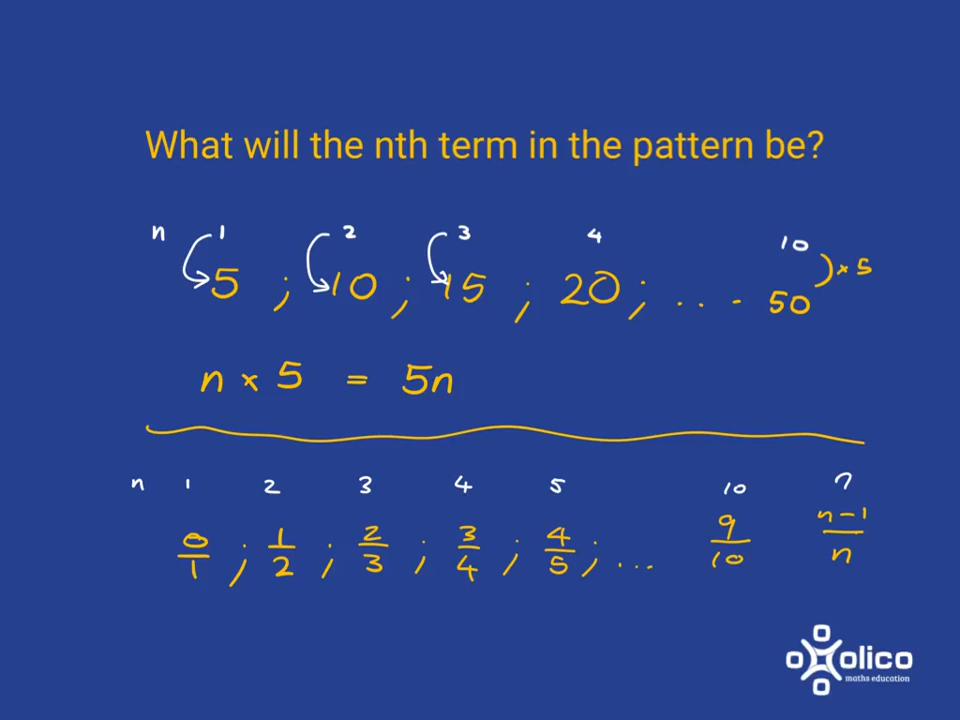 What will the nth term in the pattern be?
n 1 2 3 4 10
5 ; 10 ; 15 ; 20 ; ... 50 ) × 5
n × 5 = 5n
n 1 2 3 4 5 10 n
0/1 ; 1/2 ; 2/3 ; 3/4 ; 4/5 ; ... 9/10 n-1/n
olico
maths education